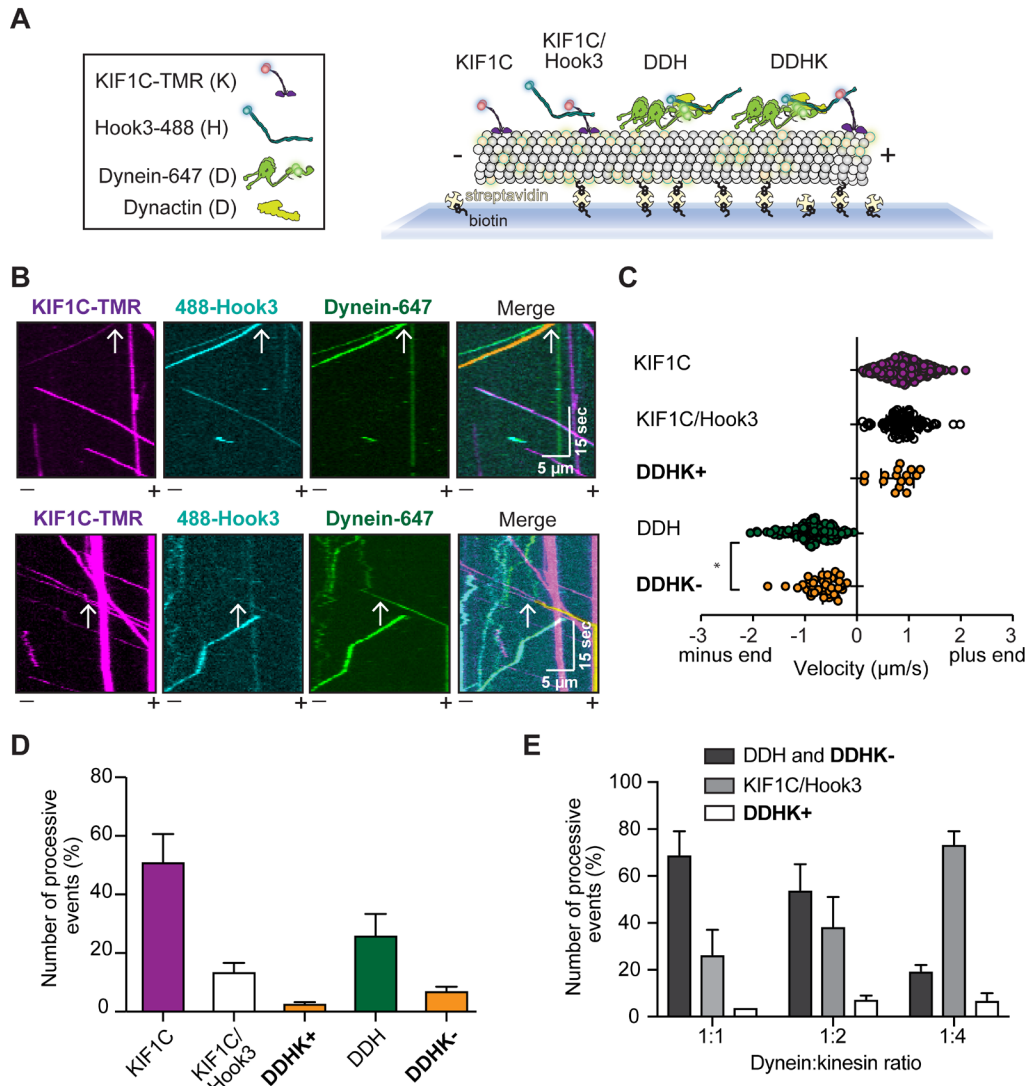 A
KIF1C-TMR (K)
Hook3-488 (H)
Dynein-647 (D)
Dynactin (D)
KIF1C
KIF1C/
Hook3
DDH
DDHK
-
+
streptavidin
biotin
B
KIF1C-TMR
488-Hook3
Dynein-647
Merge
15 sec
5 µm
– +
– +
– +
– +
KIF1C-TMR
488-Hook3
Dynein-647
Merge
15 sec
5 µm
– +
– +
– +
– +
C
KIF1C
KIF1C/Hook3
DDHK+
DDH
*
DDHK-
-3 -2 -1 0 1 2 3
minus end
plus end
Velocity (µm/s)
D
Number of processive
events (%)
80
60
40
20
0
KIF1C
KIF1C/
Hook3
DDHK+
DDH
DDHK-
E
DDH and DDHK-
KIF1C/Hook3
DDHK+
Number of processive
events (%)
100
80
60
40
20
0
1:1
1:2
1:4
Dynein:kinesin ratio